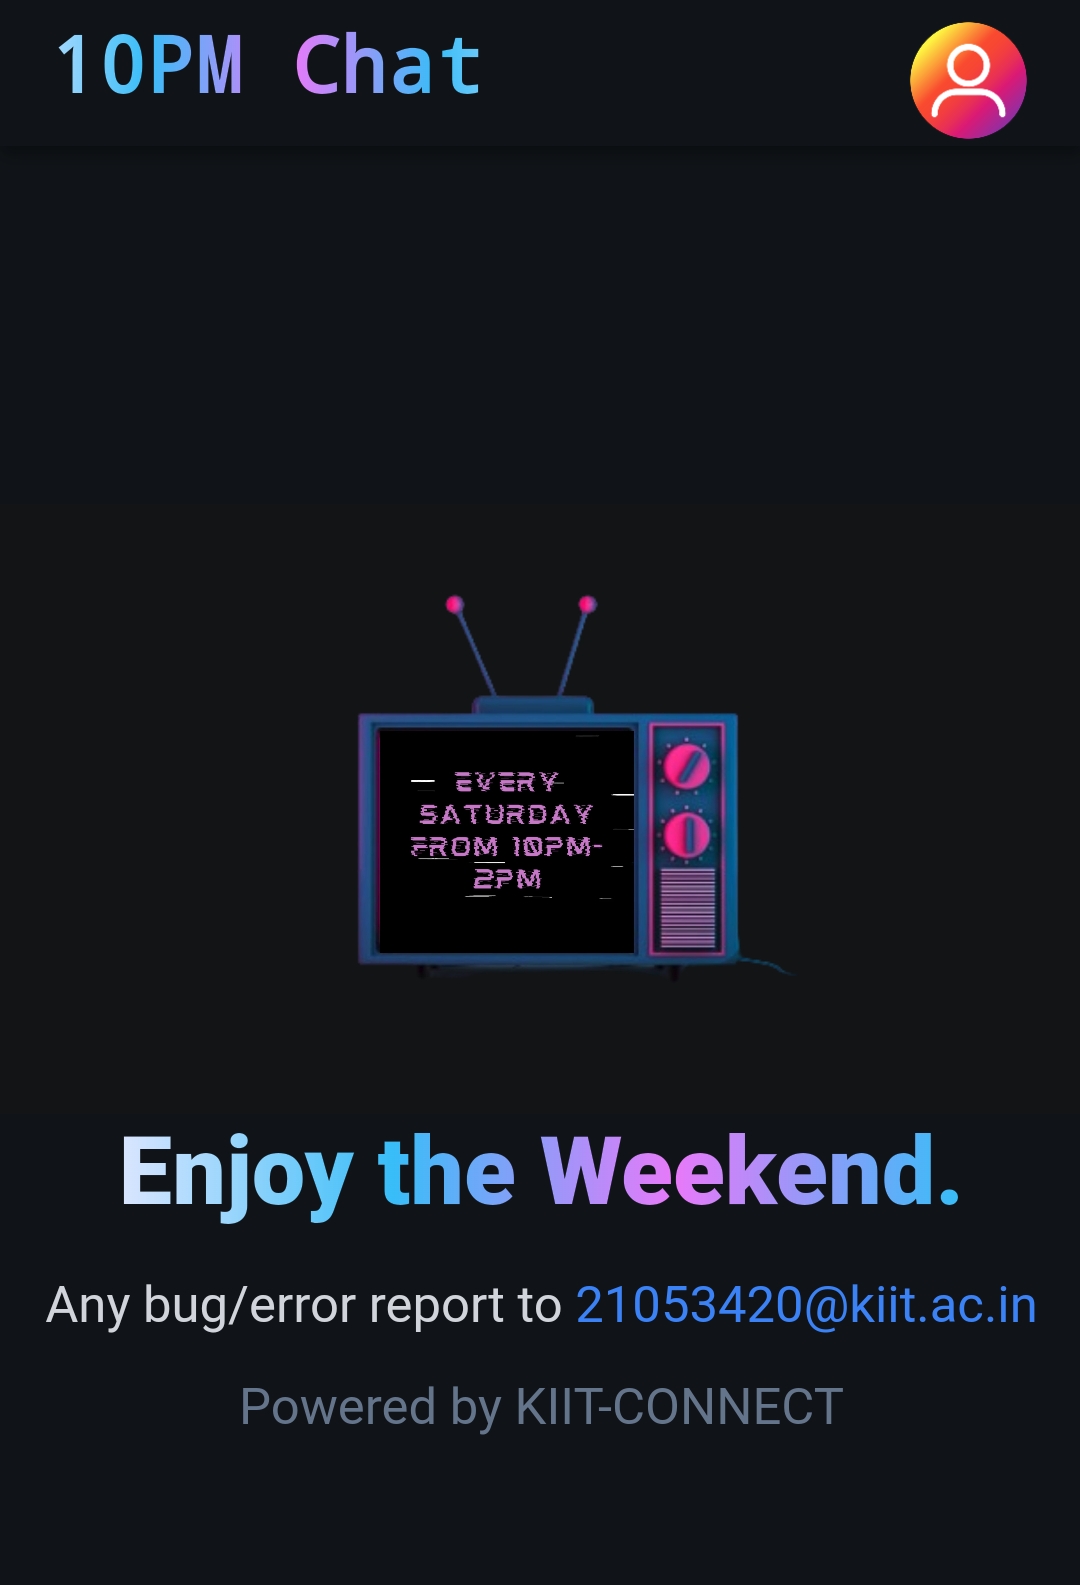 10PM Chat
EVERY
SATURDAY
FROM 10PM-
2PM
Enjoy the Weekend.
Any bug/error report to 21053420@kiit.ac.in
Powered by KIIT-CONNECT